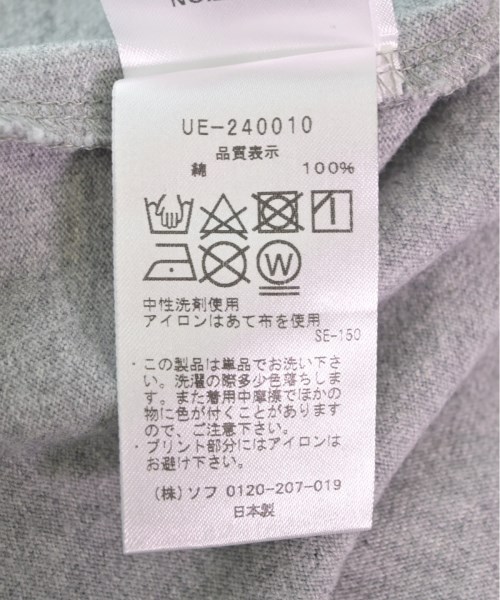 UE-240010
品質表示
綿 100%
W
中性洗剤使用
アイロンはあて布を使用
SE-150
・この製品は単品でお洗い下さ
い。洗濯の際多少色落ちしま
す。また着用中摩擦でほかの
物に色が付くことがあります
ので、ご注意下さい。
・プリント部分にはアイロンは
お避け下さい。
(株)ソフ 0120-207-019
日本製